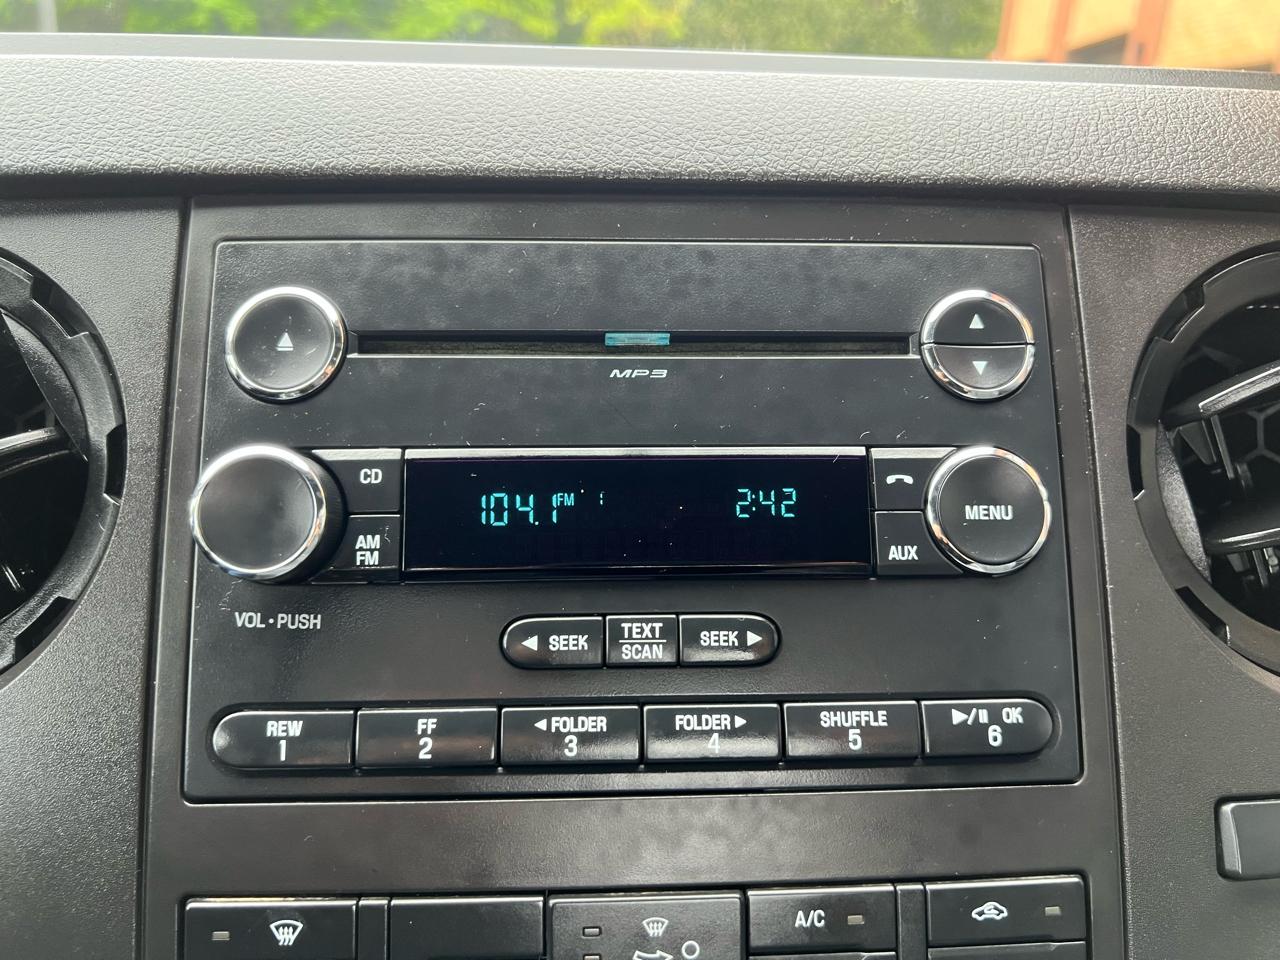 MP3
CD
AM
FM
104.1 FM 2:42
AUX
MENU
VOL • PUSH
◀ SEEK
TEXT
SCAN
SEEK ▶
REW
1
FF
2
◀ FOLDER
3
FOLDER ▶
4
SHUFFLE
5
▶/II OK
6
A/C